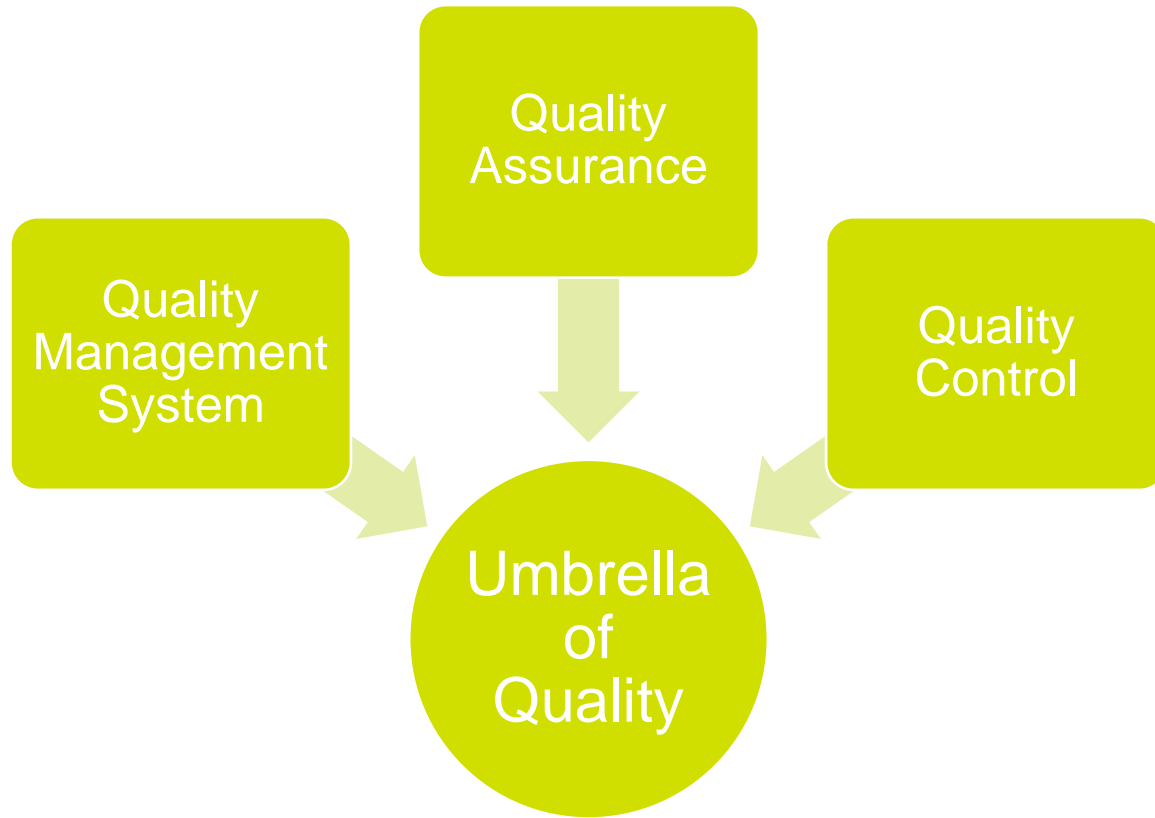 Quality
Assurance
Quality
Management
System
Quality
Control
Umbrella
of
Quality